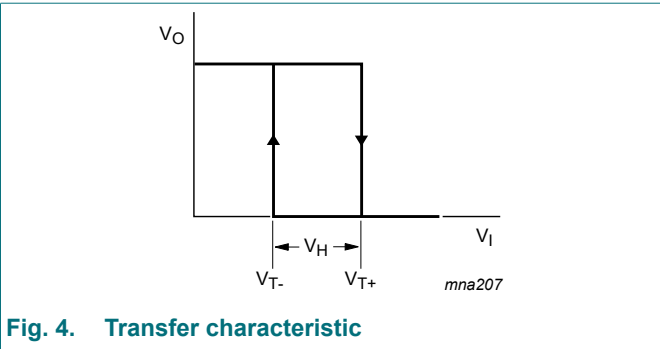 VO
VH
VI
VT-
VT+
mna207
Fig. 4. Transfer characteristic